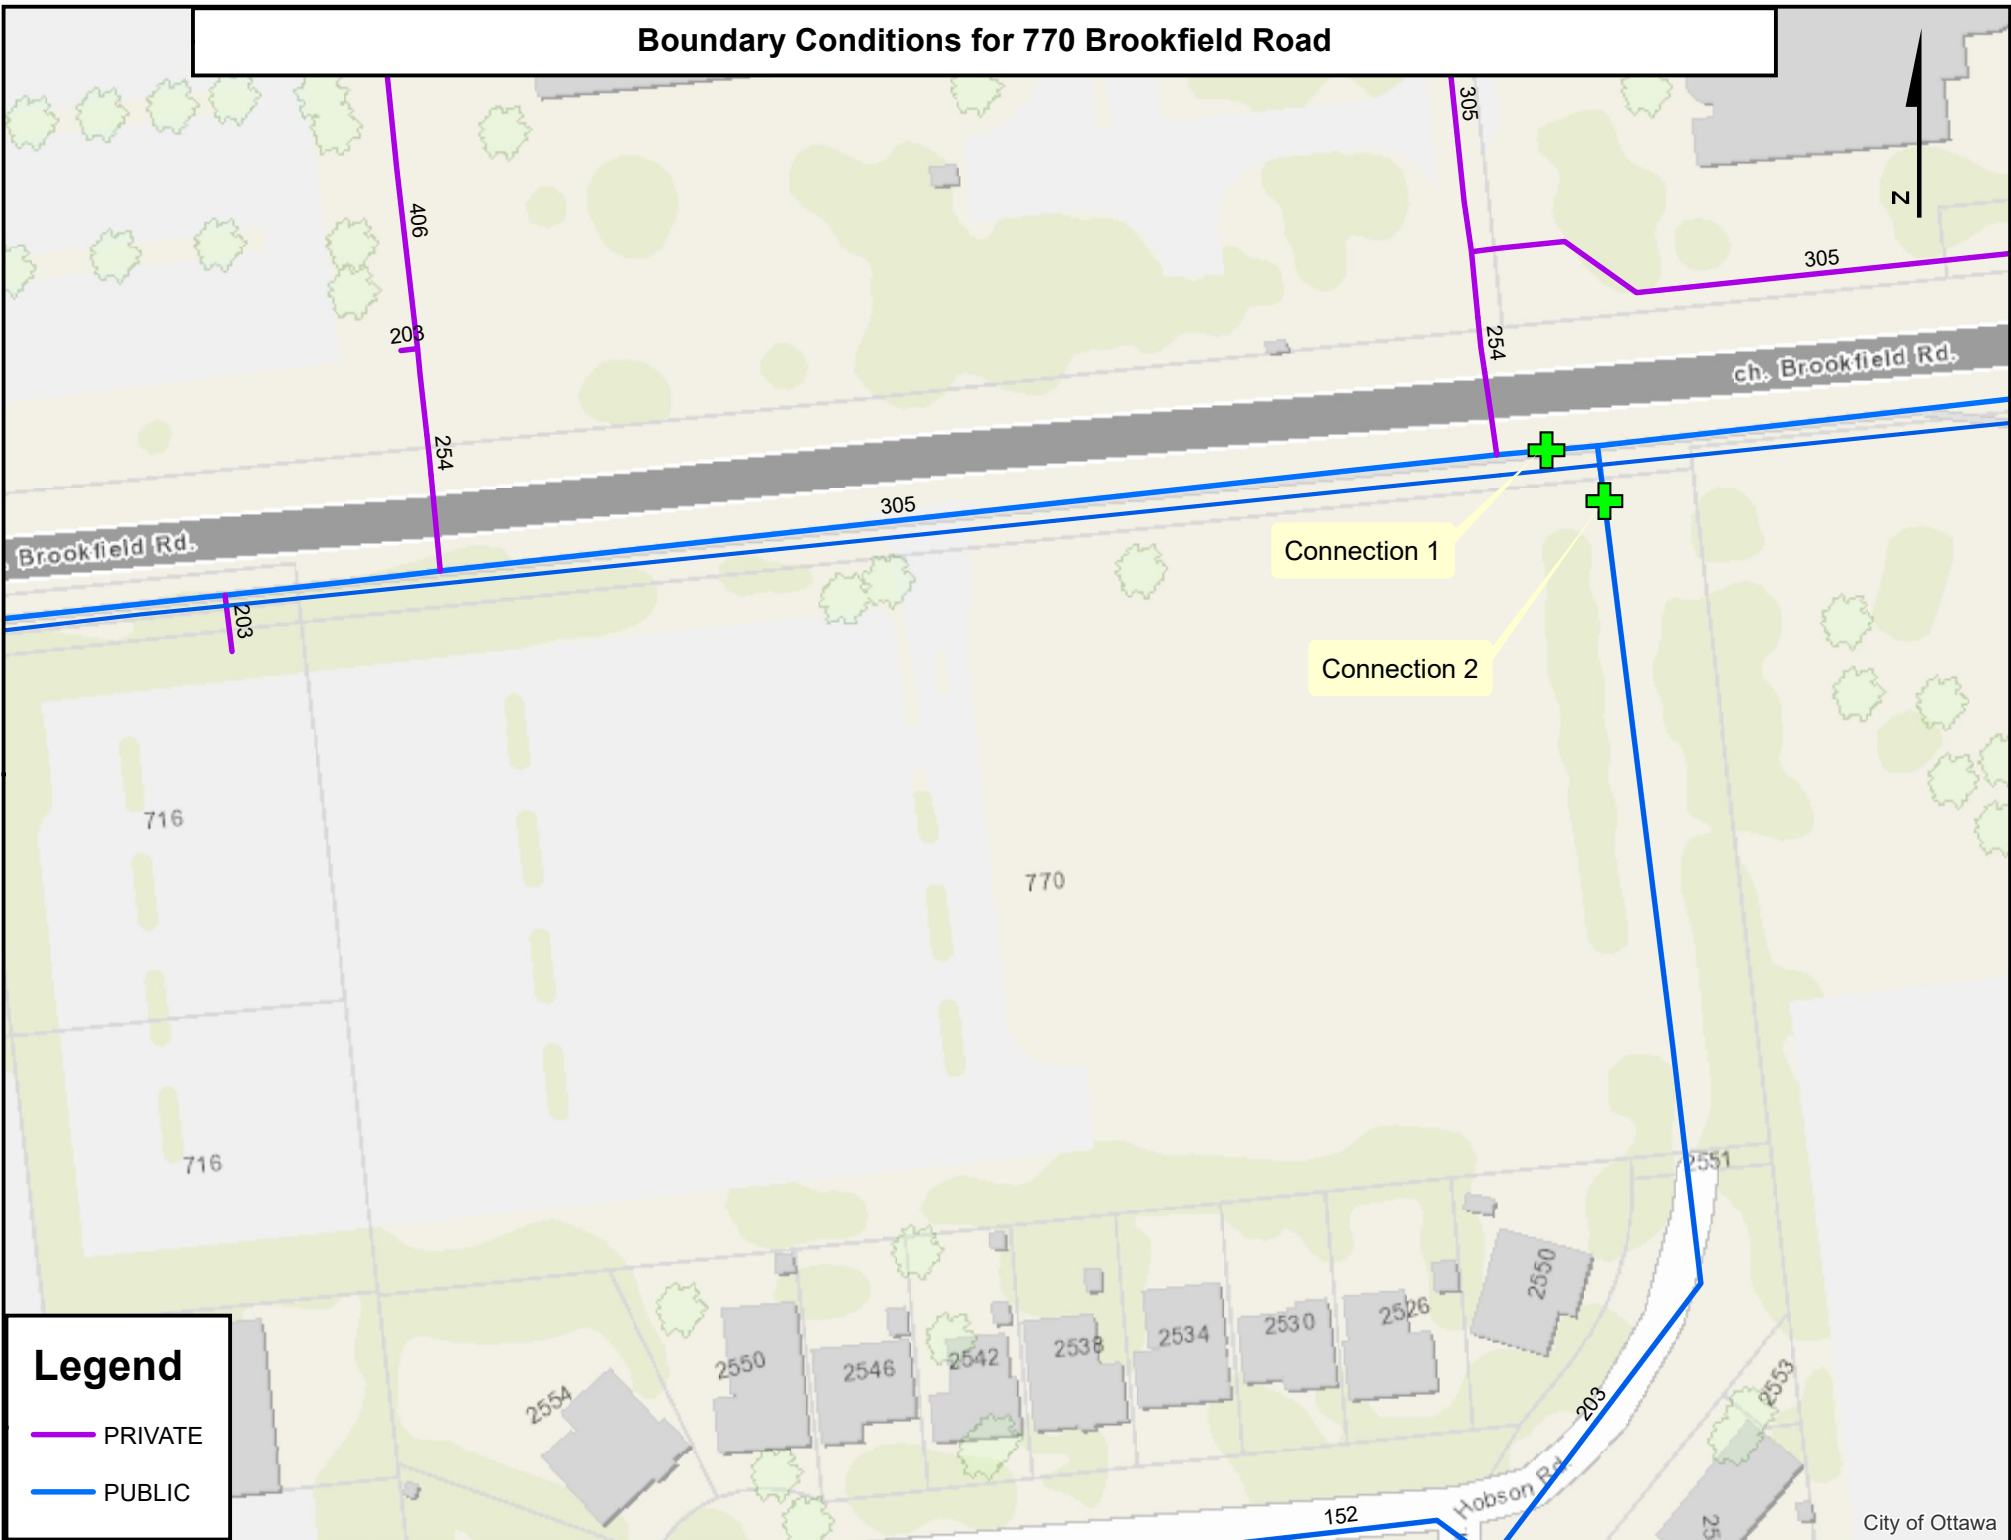 Boundary Conditions for 770 Brookfield Road
305
N
406
305
203
254
ch. Brookfield Rd.
254
305
Brookfield Rd.
Connection 1
203
Connection 2
716
770
716
2551
2550
2526
2530
2534
2538
2542
2546
2550
2554
2553
203
Hobson Rd.
152
Legend
PRIVATE
PUBLIC
25
City of Ottawa